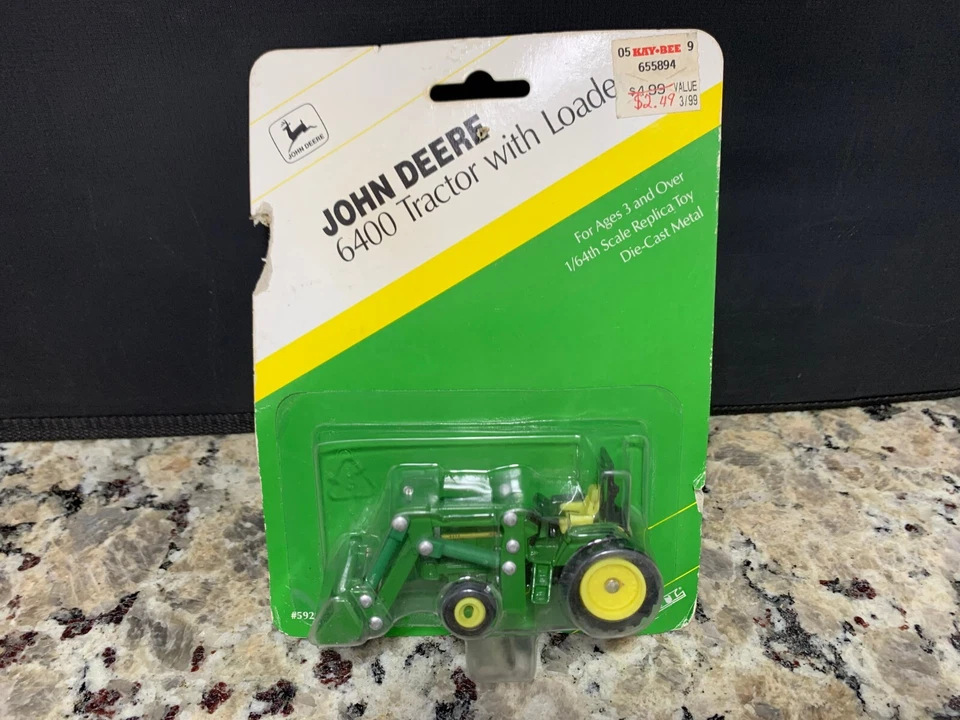 05 KAY•BEE 9
655894
$4.99 VALUE
$2.49 3/99
JOHN DEERE
JOHN DEERE
6400 Tractor with Loade
For Ages 3 and Over
1/64th Scale Replica Toy
Die-Cast Metal
#592